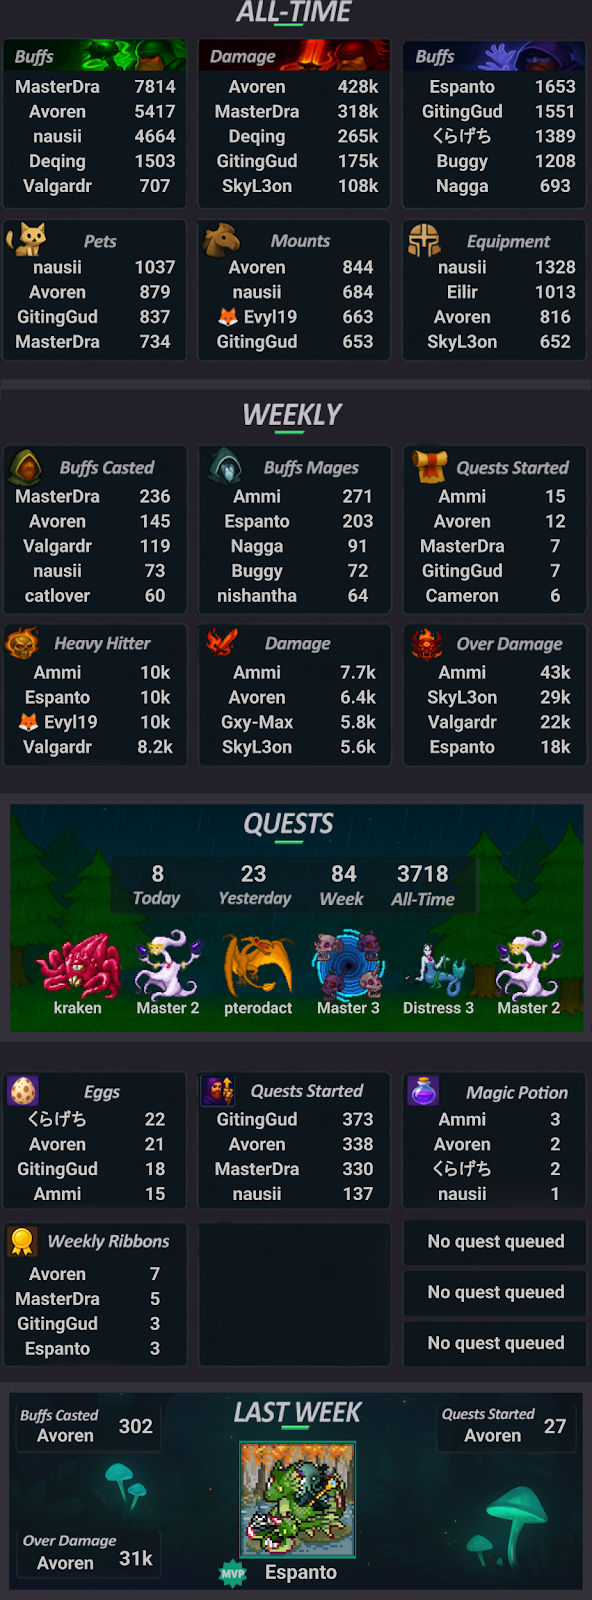 ALL-TIME
Buffs
MasterDra 7814
Avoren 5417
nausii 4664
Deqing 1503
Valgardr 707
Damage
Avoren 428k
MasterDra 318k
Deqing 265k
GitingGud 175k
SkyL3on 108k
Buffs
Espanto 1653
GitingGud 1551
くらげち 1389
Buggy 1208
Nagga 693
Pets
nausii 1037
Avoren 879
GitingGud 837
MasterDra 734
Mounts
Avoren 844
nausii 684
🦊 Evyl19 663
GitingGud 653
Equipment
nausii 1328
Eilir 1013
Avoren 816
SkyL3on 652
WEEKLY
Buffs Casted
MasterDra 236
Avoren 145
Valgardr 119
nausii 73
catlover 60
Buffs Mages
Ammi 271
Espanto 203
Nagga 91
Buggy 72
nishantha 64
Quests Started
Ammi 15
Avoren 12
MasterDra 7
GitingGud 7
Cameron 6
Heavy Hitter
Ammi 10k
Espanto 10k
🦊 Evyl19 10k
Valgardr 8.2k
Damage
Ammi 7.7k
Avoren 6.4k
Gxy-Max 5.8k
SkyL3on 5.6k
Over Damage
Ammi 43k
SkyL3on 29k
Valgardr 22k
Espanto 18k
QUESTS
8 23 84 3718
Today Yesterday Week All-Time
kraken Master 2 pterodact Master 3 Distress 3 Master 2
Eggs
くらげち 22
Avoren 21
GitingGud 18
Ammi 15
Quests Started
GitingGud 373
Avoren 338
MasterDra 330
nausii 137
Magic Potion
Ammi 3
Avoren 2
くらげち 2
nausii 1
Weekly Ribbons
Avoren 7
MasterDra 5
GitingGud 3
Espanto 3
No quest queued
No quest queued
No quest queued
LAST WEEK
Buffs Casted
Avoren 302
Quests Started
Avoren 27
Over Damage
Avoren 31k
MVP Espanto